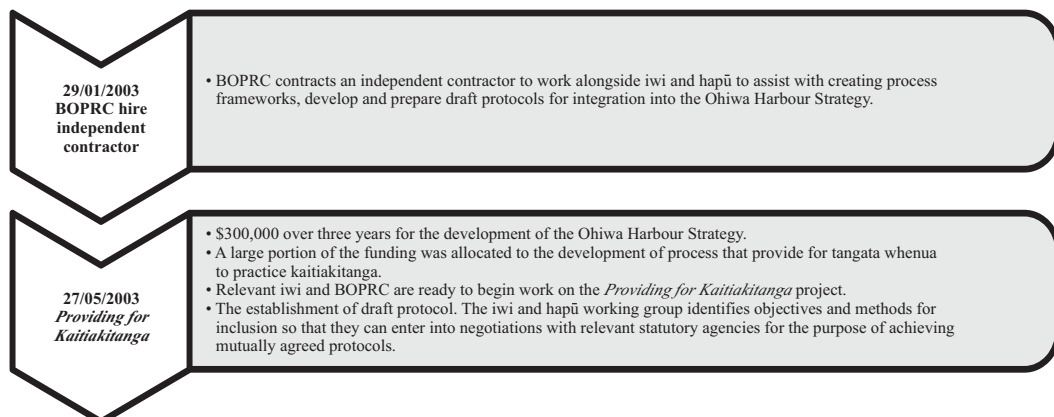 29/01/2003
BOPRC hire
independent
contractor
• BOPRC contracts an independent contractor to work alongside iwi and hapū to assist with creating process
frameworks, develop and prepare draft protocols for integration into the Ohiwa Harbour Strategy.
27/05/2003
Providing for
Kaitiakitanga
• $300,000 over three years for the development of the Ohiwa Harbour Strategy.
• A large portion of the funding was allocated to the development of process that provide for tangata whenua
to practice kaitiakitanga.
• Relevant iwi and BOPRC are ready to begin work on the Providing for Kaitiakitanga project.
• The establishment of draft protocol. The iwi and hapū working group identifies objectives and methods for
inclusion so that they can enter into negotiations with relevant statutory agencies for the purpose of achieving
mutually agreed protocols.